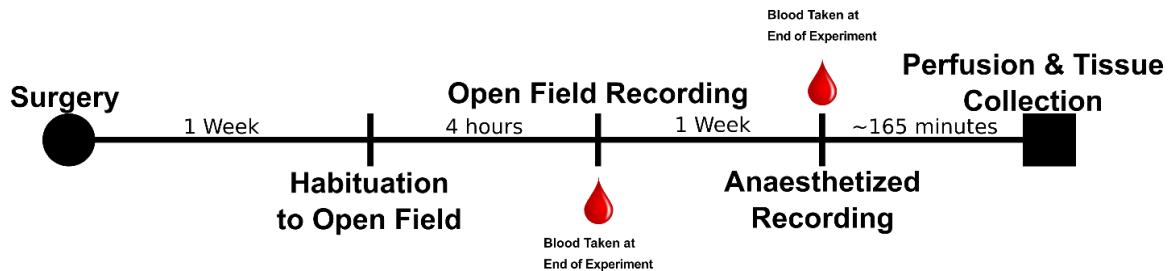 Surgery
1 Week
Habituation
to Open Field
4 hours
Open Field Recording
Blood Taken at
End of Experiment
1 Week
Blood Taken at
End of Experiment
Anaesthetized
Recording
~165 minutes
Perfusion & Tissue
Collection